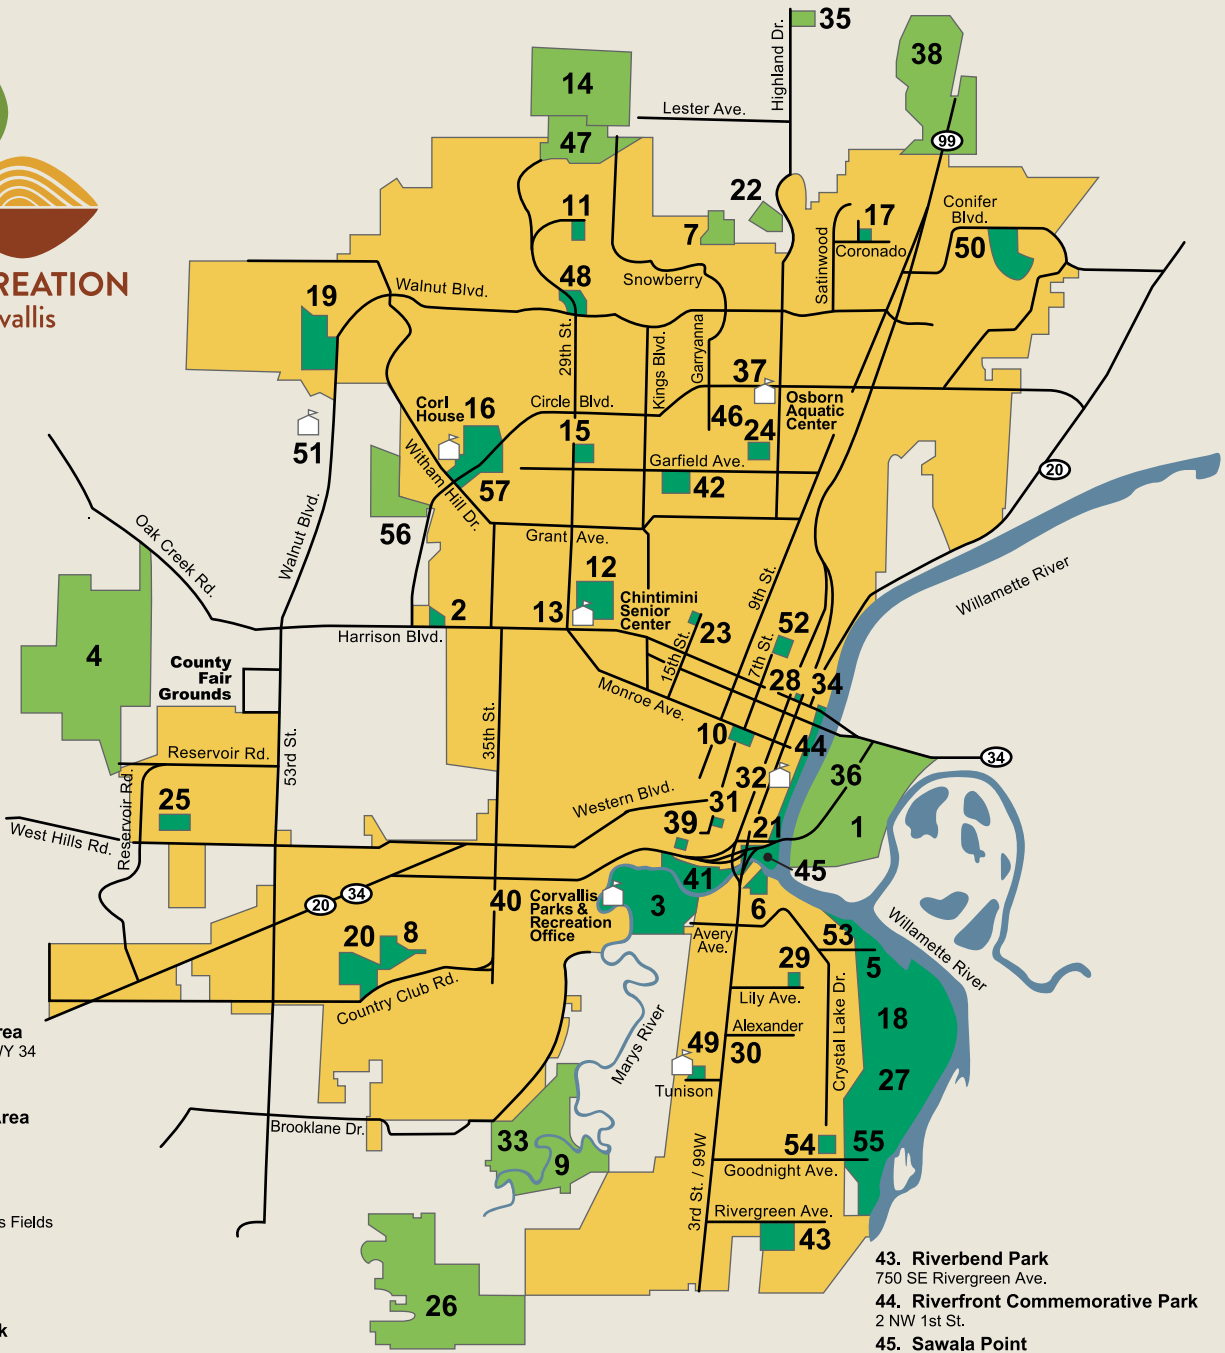 35
38
14
Highland Dr.
Lester Ave.
99
47
22
11
17
Conifer
Blvd.
7
50
Satinwood
Coronado
REATION
vallis
48
Snowberry
19
Walnut Blvd.
29th St.
Kings Blvd.
Garryanna
37
Corl
House
16
Circle Blvd.
Osborn
Aquatic
Center
46
15
24
51
Garfield Ave.
20
57
42
Witham Hill Dr.
56
Grant Ave.
Walnut Blvd.
Oak Creek Rd.
Willamette River
12
9th St.
Chintimini
Senior
Center
2
13
23
52
Harrison Blvd.
15th St.
7th St.
4
County
Fair
Grounds
28
34
Monroe Ave.
35th St.
10
44
53rd St.
Reservoir Rd.
34
32
36
Reservoir Rd.
25
Western Blvd.
31
West Hills Rd.
39
21
1
45
41
20
34
40
Corvallis
Parks &
Recreation
Office
3
6
Willamette River
Avery
Ave.
53
20
8
29
5
Country Club Rd.
Lily Ave.
Crystal Lake Dr.
18
rea
Y 34
Marys River
Alexander
49
30
27
Tunison
Area
Brooklane Dr.
33
9
54
55
3rd St. / 99W
Goodnight Ave.
s Fields
Rivergreen Ave.
43
26
k
43. Riverbend Park
750 SE Rivergreen Ave.
44. Riverfront Commemorative Park
2 NW 1st St.
45. Sawala Point